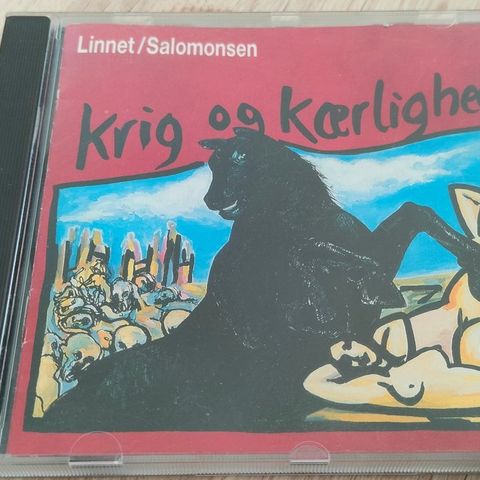 Linnet/Salomonsen
Krig og Kærlighe